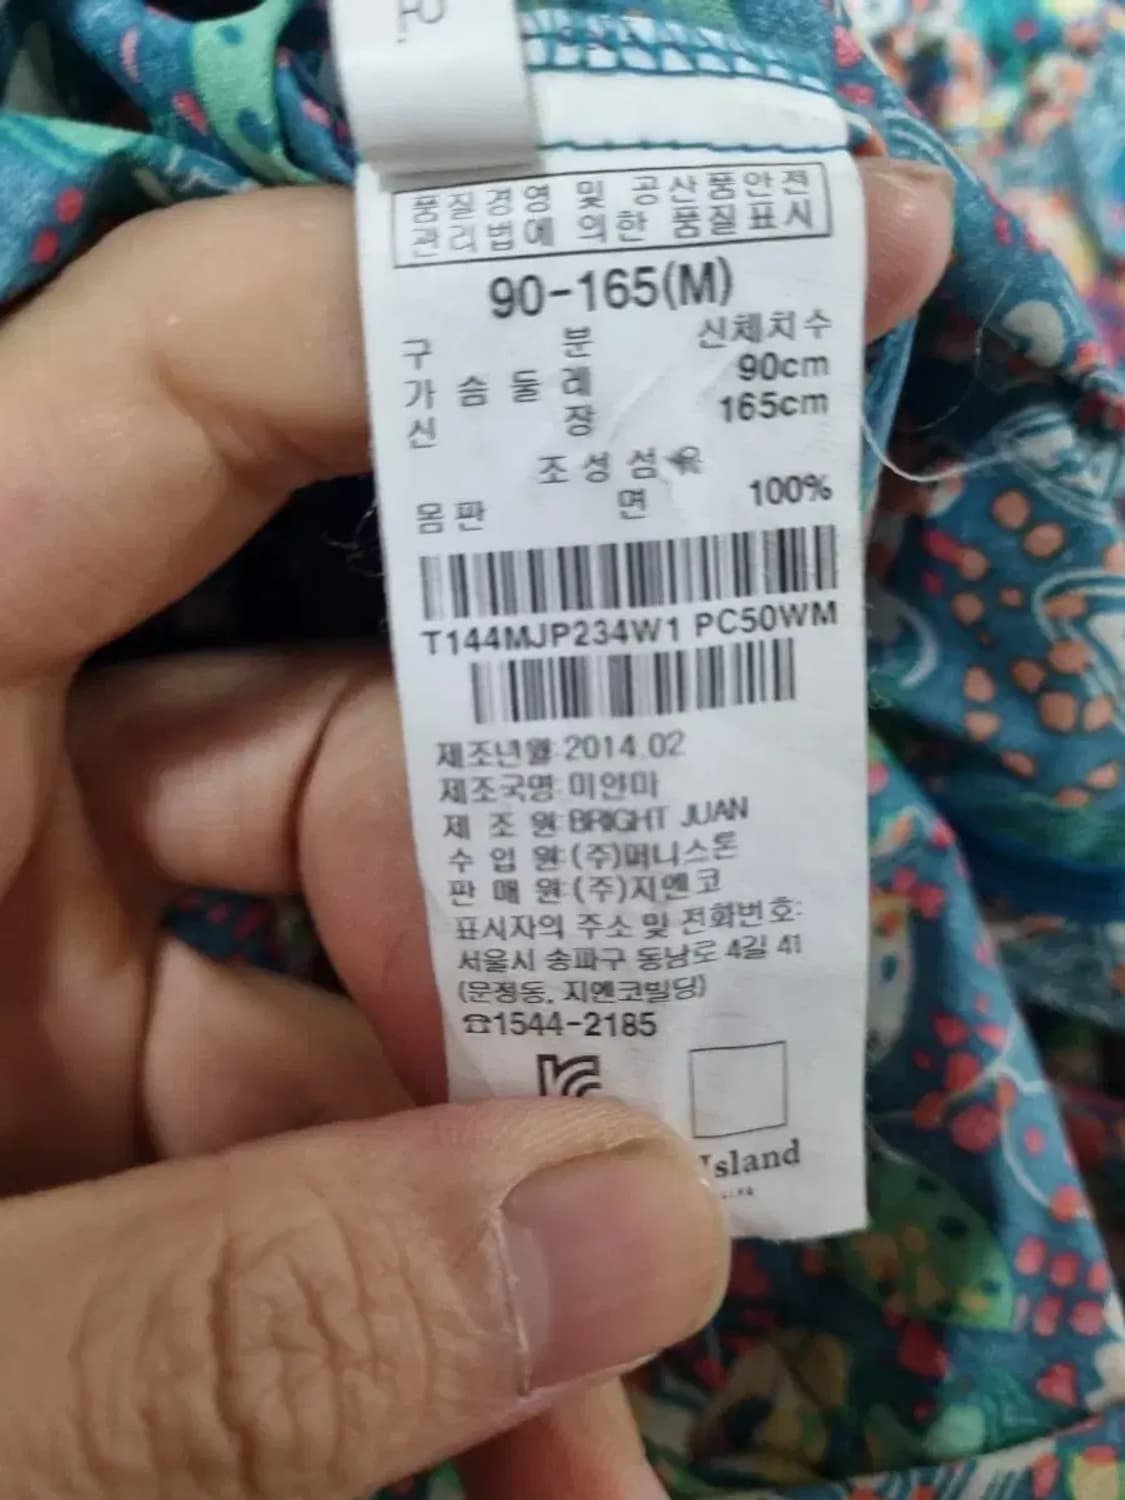 품질경영 및 공산품안전
관리법에 의한 품질표시
90-165(M)
구 분 신체치수
가슴둘레 90cm
신 장 165cm
조성섬유
몸판 면 100%
T144MJP234W1 PC50WM
제조년월:2014.02
제조국명:미얀마
제 조 원:BRIGHT JUAN
수 입 원:(주)퍼니스톤
판 매 원:(주)지엔코
표시자의 주소 및 전화번호:
서울시 송파구 동남로 4길 41
(문정동, 지엔코빌딩)
☎1544-2185
Island